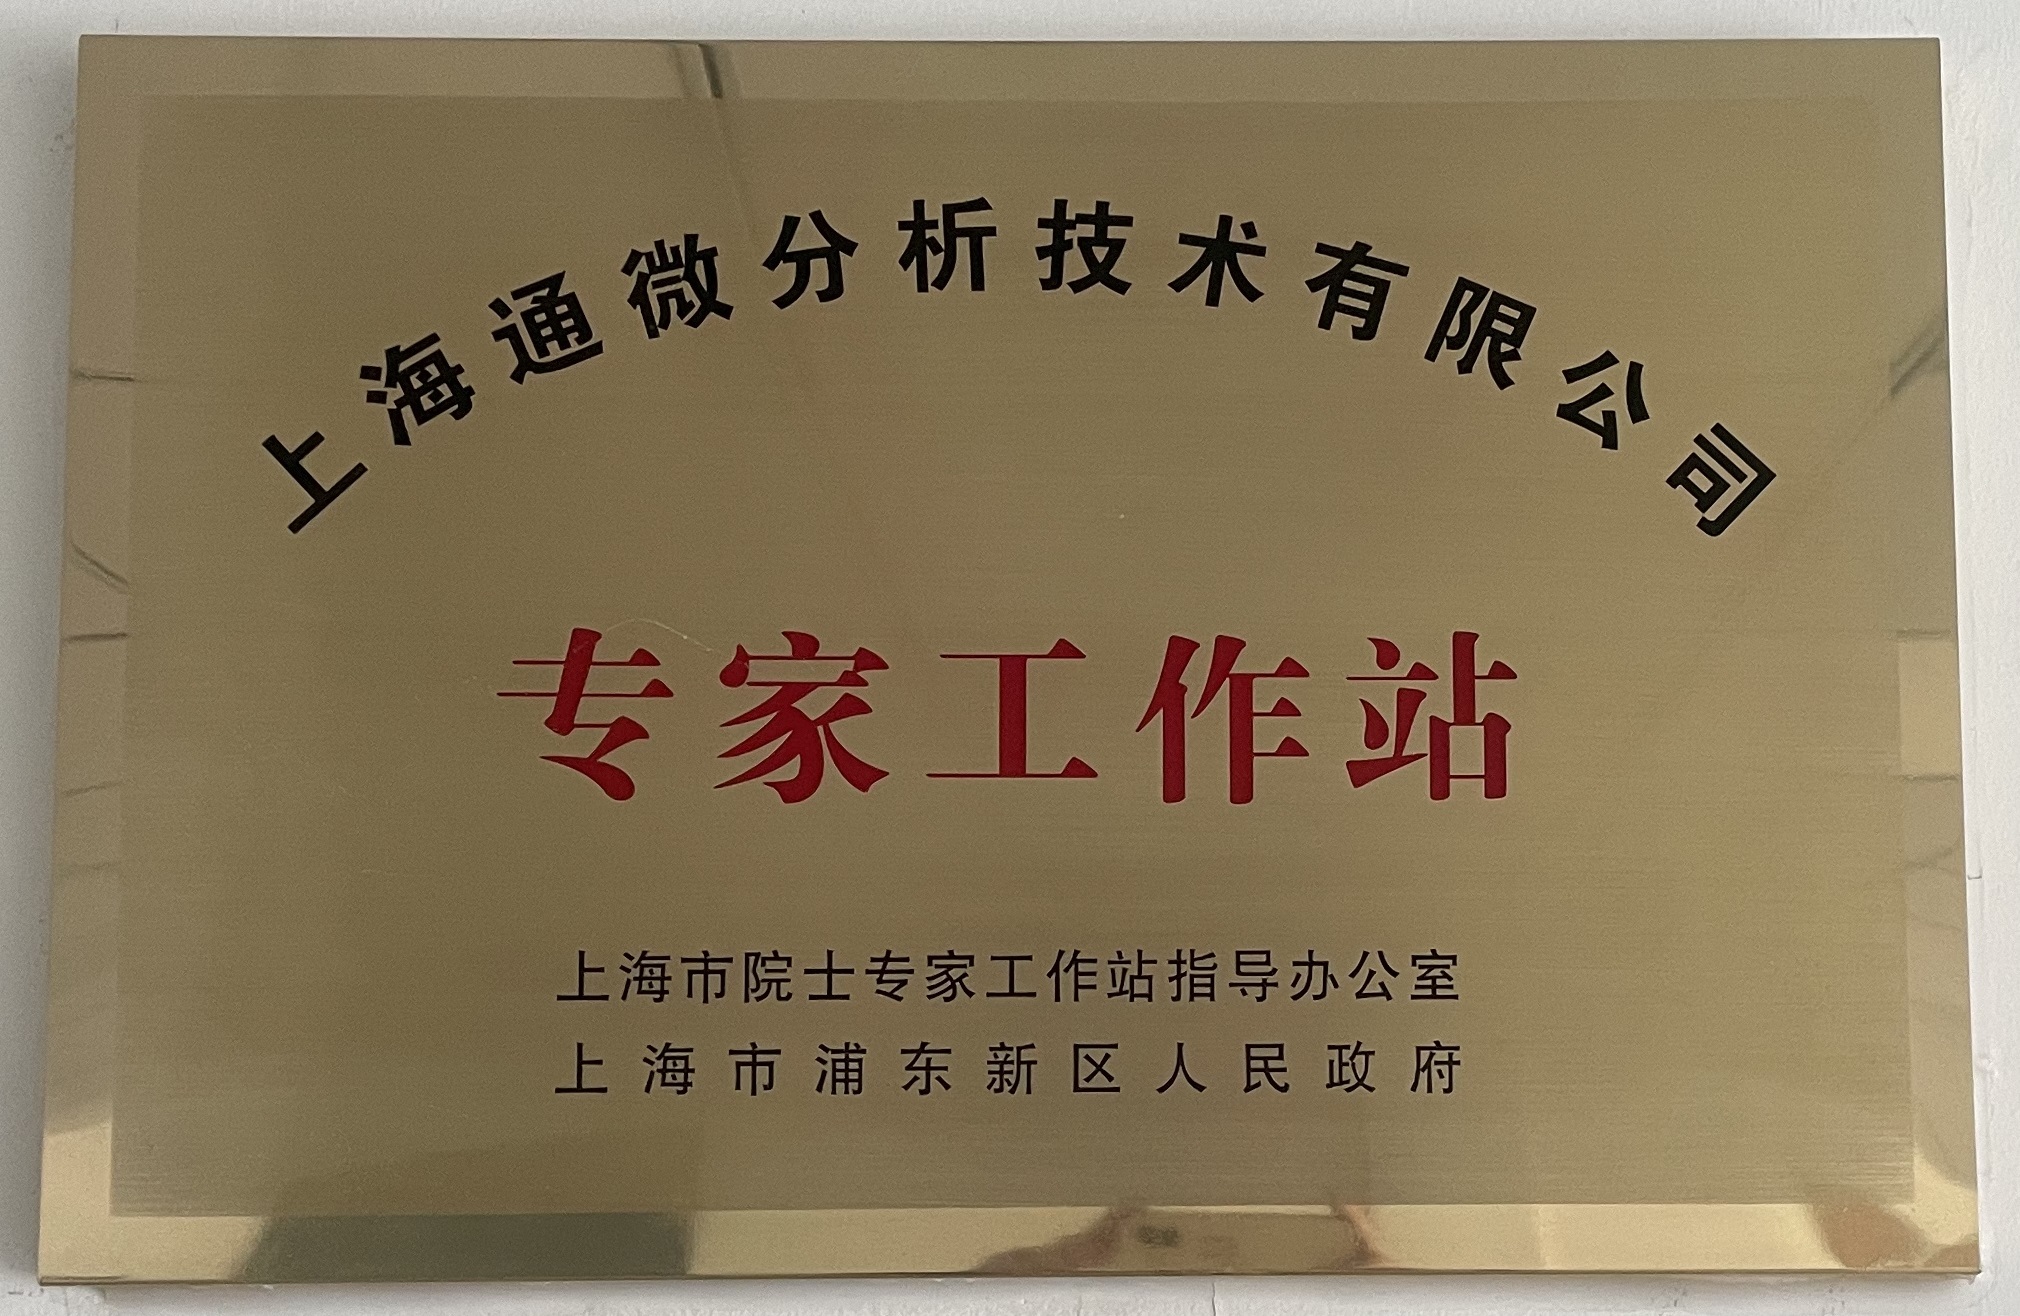 上海通微分析技术有限公司
专家工作站
上海市院士专家工作站指导办公室
上海市浦东新区人民政府